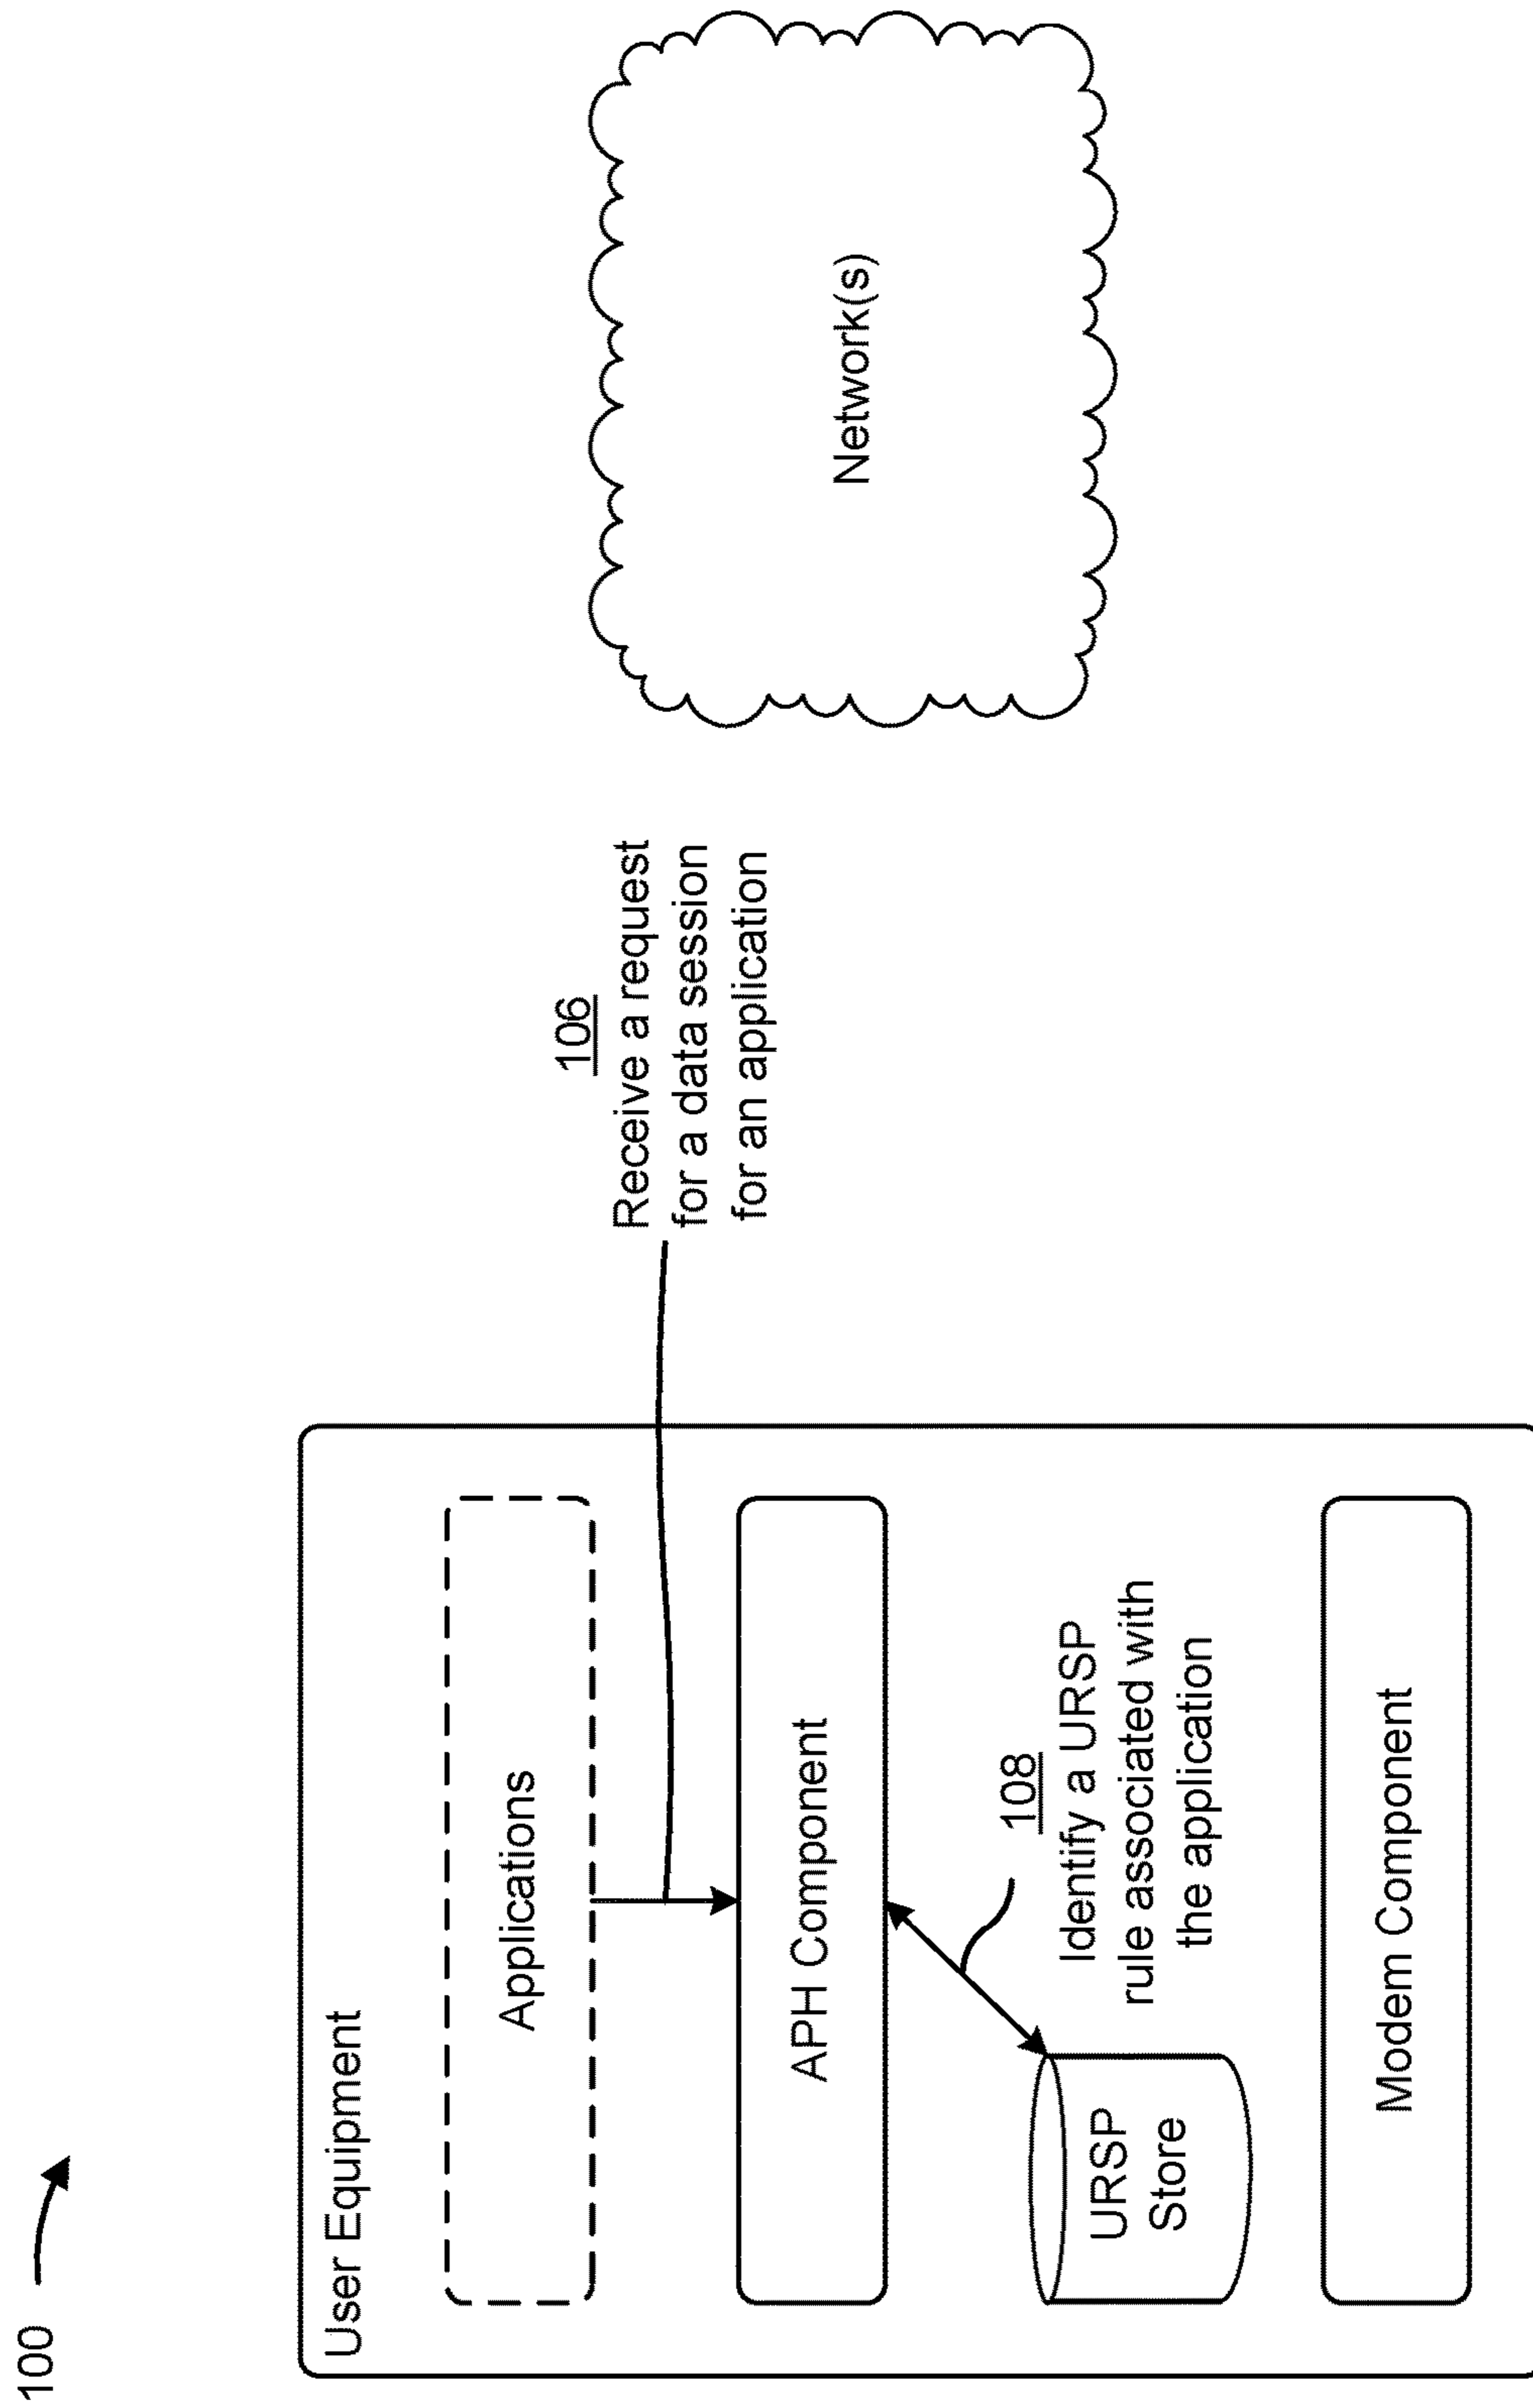 100
User Equipment
Applications
106
Receive a request
for a data session
for an application
Network(s)
APH Component
108
Identify a URSP
rule associated with
the application
URSP
Store
Modem Component